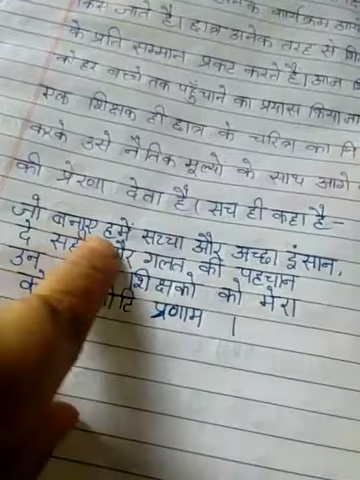 किस जाते है। छात्र अनेक तरह से
के प्रति सम्मान प्रकट करते हैं। आज
को हर बच्चे तक पहुँचाने का प्रयास किया जा
एक शिक्षक ही छात्र के चरित्र का नि
करके उसे नैतिक मूल्यों के साथ आगे
की प्रेरणा देता है। सच ही कहा है-
जो बनाए हमें सच्चा और अच्छा इंसान,
दे सही और गलत की पहचान
उन शिक्षको को मेरा
प्रणाम ।